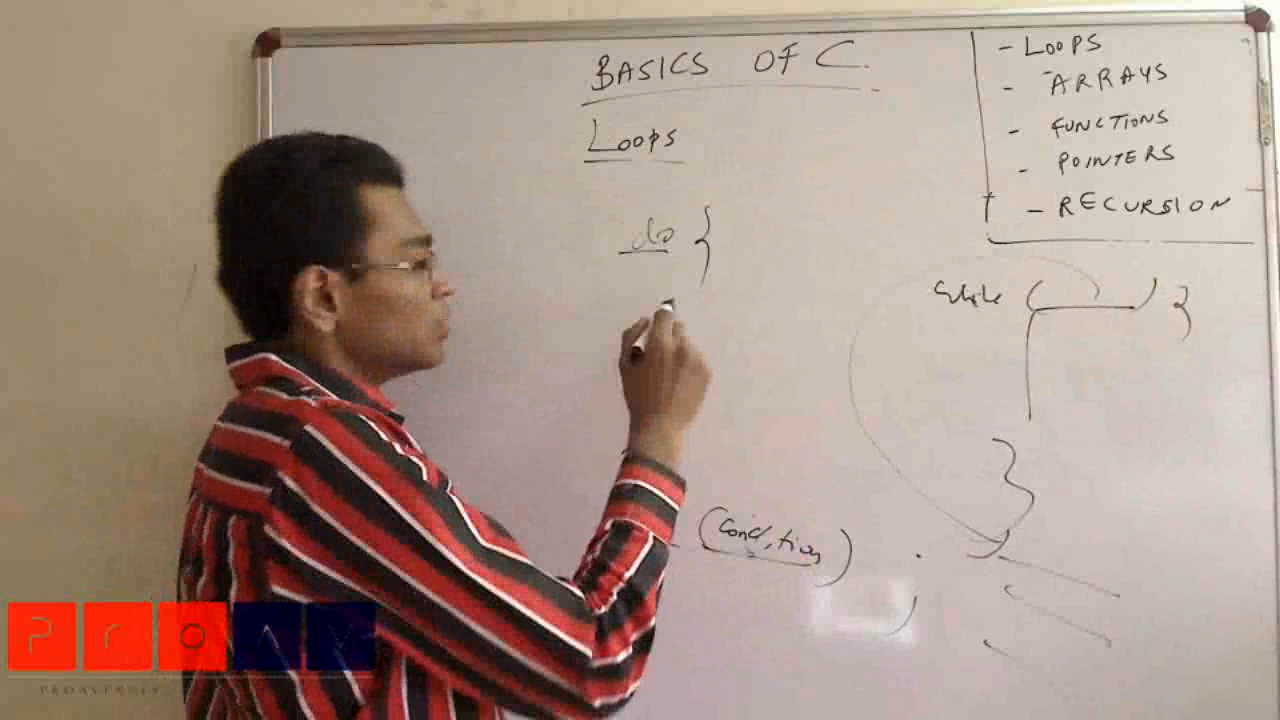 BASICS OF C.
Loops
do {
(condition) ;
- LOOPS
- ARRAYS
- FUNCTIONS
- POINTERS
- RECURSION
while ( ) {
}